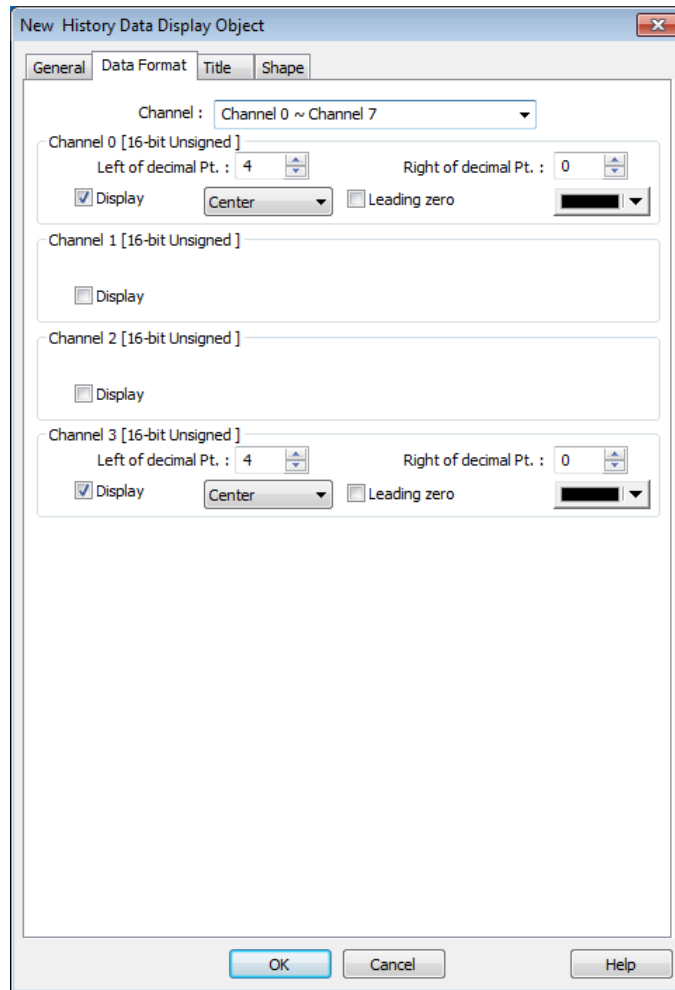 New  History Data Display Object
General Data Format Title Shape
Channel : Channel 0 ~ Channel 7
Channel 0 [16-bit Unsigned ]
Left of decimal Pt. : 4 Right of decimal Pt. : 0
Display Center Leading zero
Channel 1 [16-bit Unsigned ]
Display
Channel 2 [16-bit Unsigned ]
Display
Channel 3 [16-bit Unsigned ]
Left of decimal Pt. : 4 Right of decimal Pt. : 0
Display Center Leading zero
OK Cancel Help